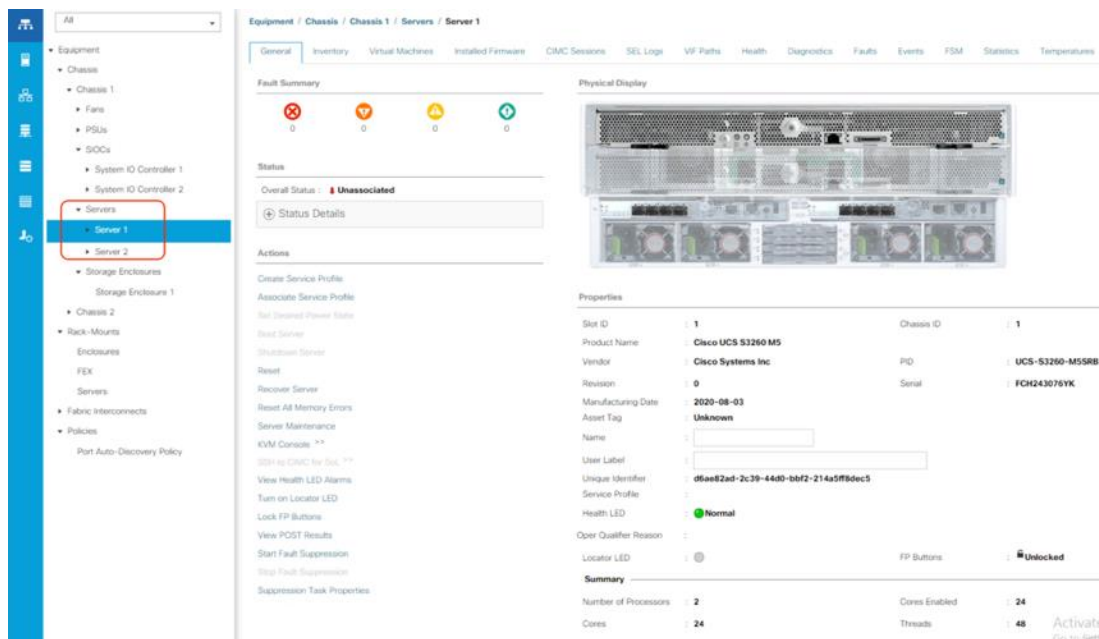 All
Equipment / Chassis / Chassis 1 / Servers / Server 1
General Inventory Virtual Machines Installed Firmware CIMC Sessions SEL Logs VIF Paths Health Diagnostics Faults Events FSM Statistics Temperatures
Equipment
Chassis
Chassis 1
Fans
PSUs
SIOCs
System IO Controller 1
System IO Controller 2
Servers
Server 1
Server 2
Storage Enclosures
Storage Enclosure 1
Chassis 2
Rack-Mounts
Enclosures
FEX
Servers
Fabric Interconnects
Policies
Port Auto-Discovery Policy
Fault Summary
0 0 0 0
Status
Overall Status : Unassociated
Status Details
Actions
Create Service Profile
Associate Service Profile
Set Desired Power State
Boot Server
Shutdown Server
Reset
Recover Server
Reset All Memory Errors
Server Maintenance
KVM Console >>
SSH to CIMC for SoL >>
View Health LED Alarms
Turn on Locator LED
Lock FP Buttons
View POST Results
Start Fault Suppression
Stop Fault Suppression
Suppression Task Properties
Physical Display
Properties
Slot ID : 1 Chassis ID : 1
Product Name : Cisco UCS S3260 M5
Vendor : Cisco Systems Inc PID : UCS-S3260-M5SRB
Revision : 0 Serial : FCH243076YK
Manufacturing Date : 2020-08-03
Asset Tag : Unknown
Name :
User Label :
Unique Identifier : d6ae82ad-2c39-44d0-bbf2-214a5ff8dec5
Service Profile :
Health LED : Normal
Oper Qualifier Reason :
Locator LED : FP Buttons : Unlocked
Summary
Number of Processors : 2 Cores Enabled : 24
Cores : 24 Threads : 48
Activate